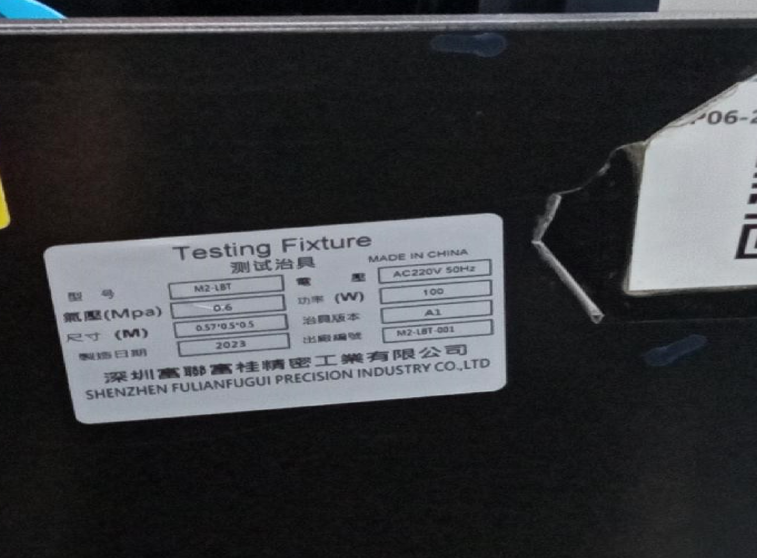 Testing Fixture
测试治具
MADE IN CHINA
型 号 M2-LBT 電 壓 AC220V 50Hz
氣壓(Mpa) 0.6 功率 (W) 100
尺寸 (M) 0.57*0.5*0.5 治具版本 A1
製造日期 2023 出廠編號 M2-LBT-001
深圳富聯富桂精密工業有限公司
SHENZHEN FULIANFUGUI PRECISION INDUSTRY CO.,LTD
P06-2